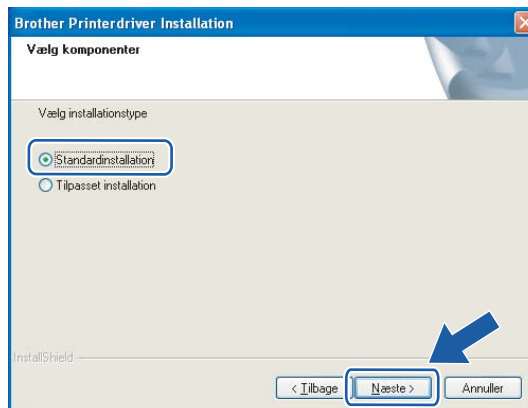 Brother Printerdriver Installation
Vælg komponenter
Vælg installationstype
Standardinstallation
Tilpasset installation
InstallShield
< Tilbage
Næste >
Annuller